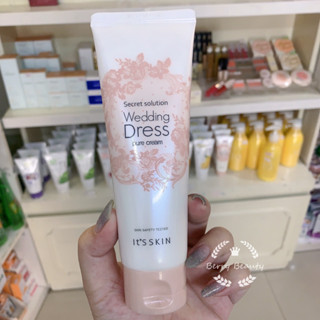 Secret solution
Wedding
Dress
pure cream
It'S SKIN
Berry Beauty